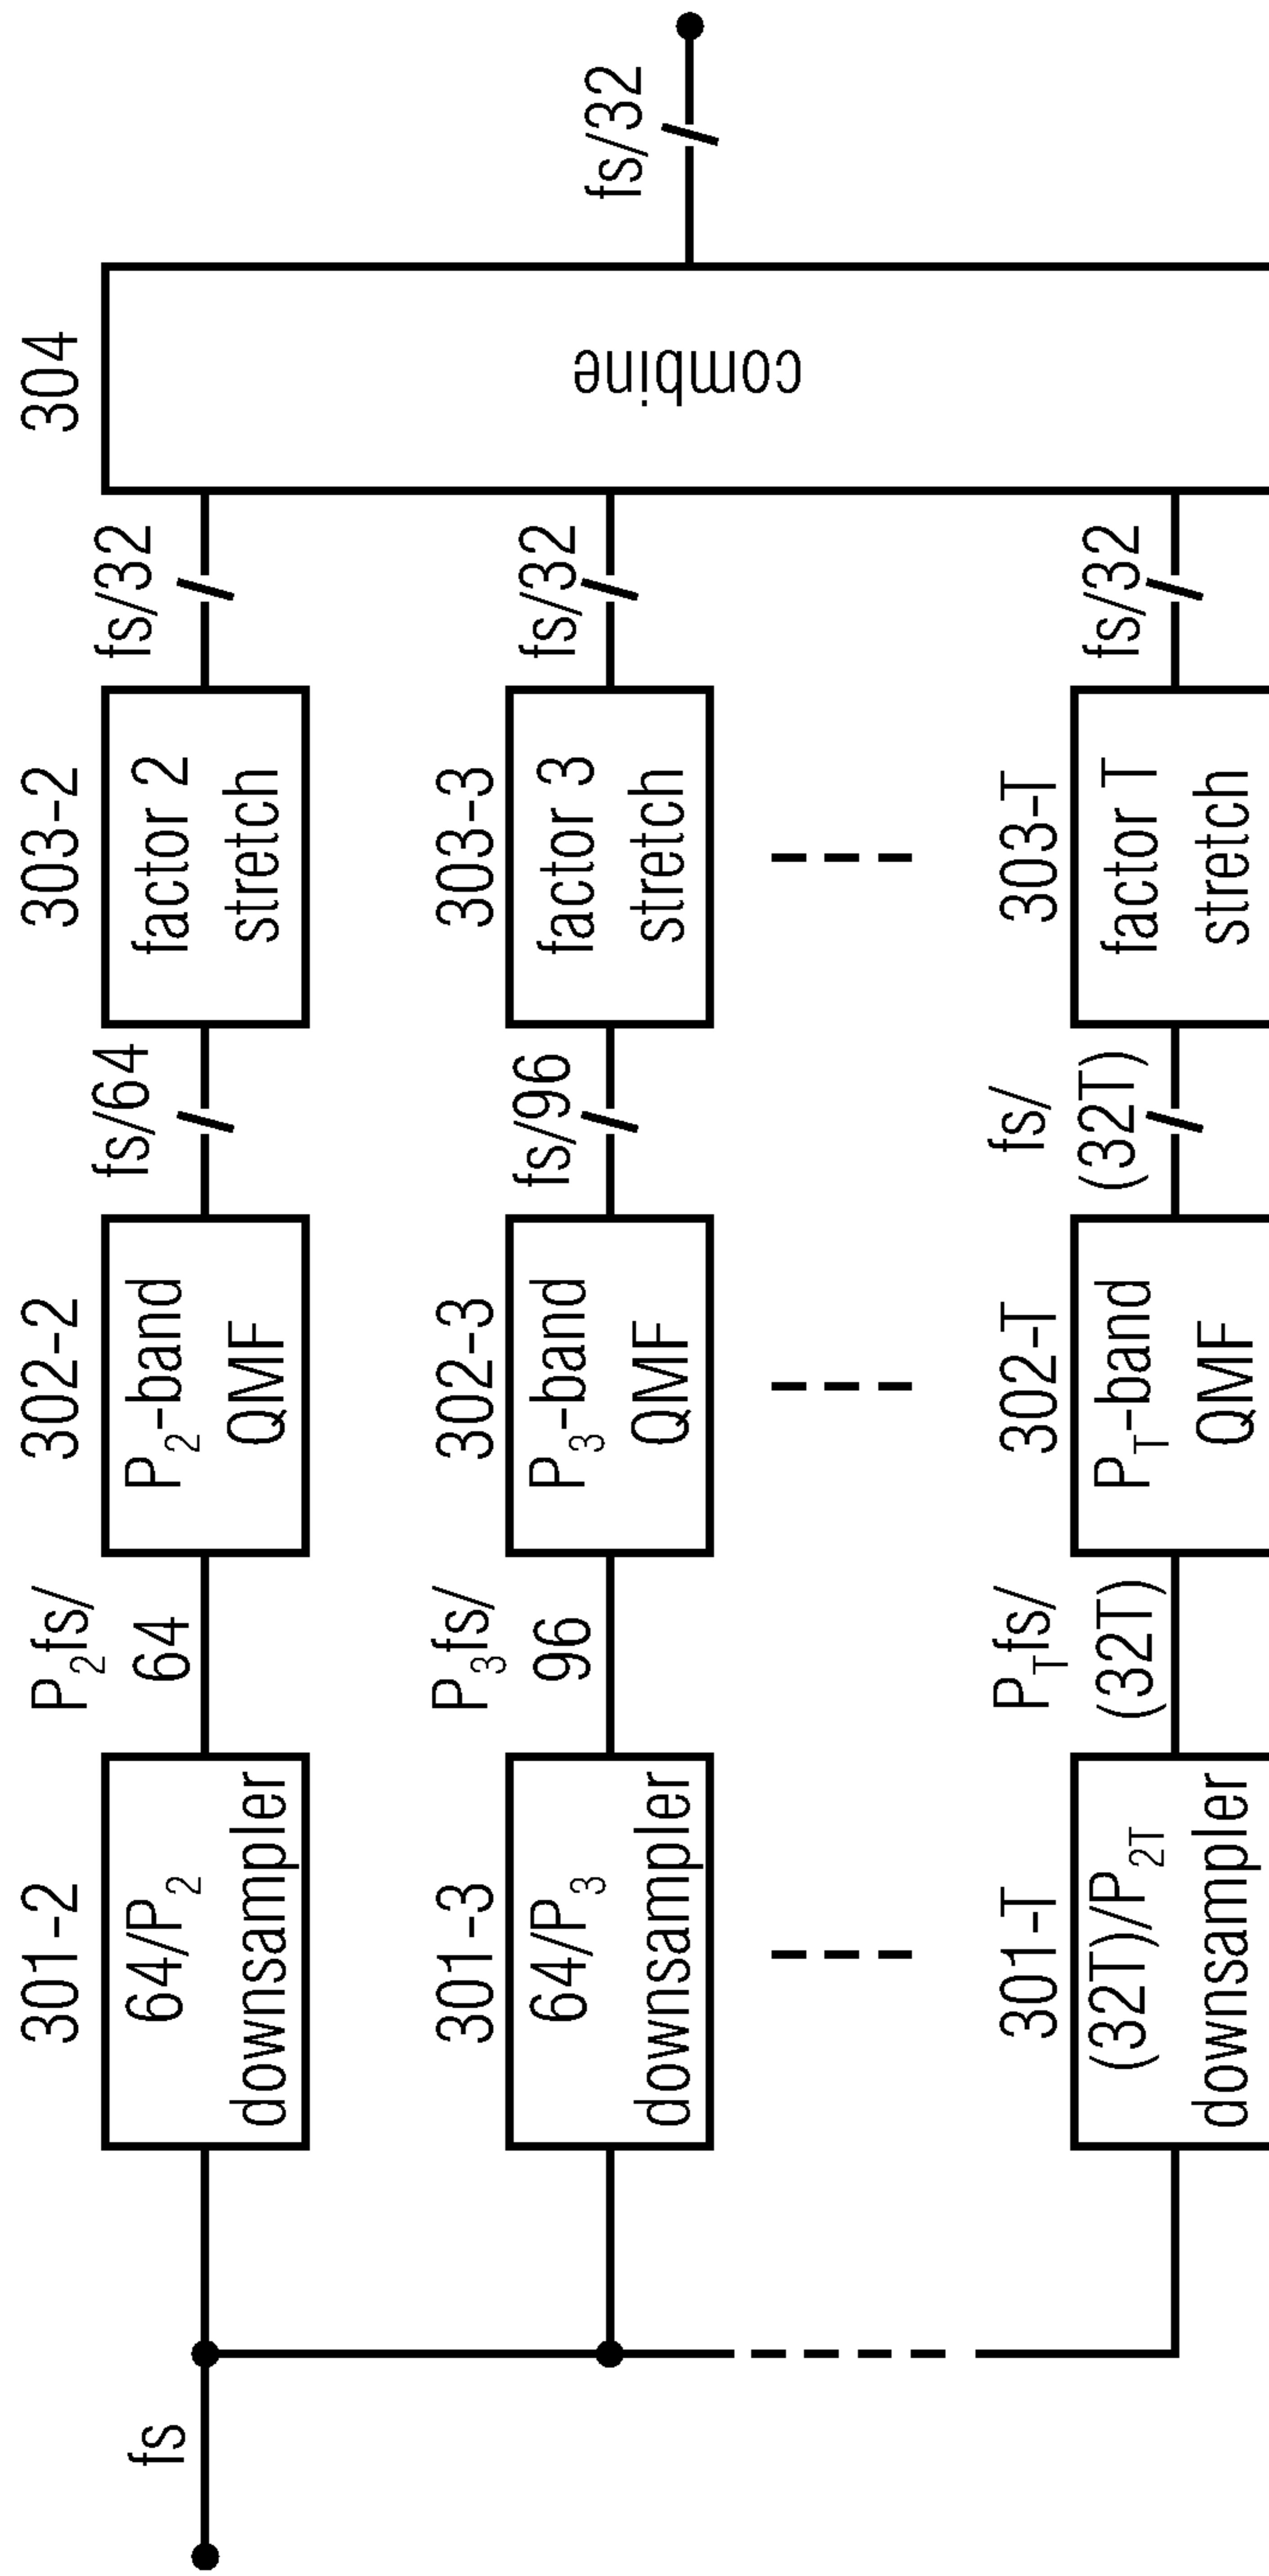 304
combine
fs/32
303-2
factor 2
stretch
fs/32
303-3
factor 3
stretch
fs/32
303-T
factor T
stretch
fs/32
302-2
P₂-band
QMF
fs/64
302-3
P₃-band
QMF
fs/96
302-T
P_T-band
QMF
fs/
(32T)
301-2
64/P₂
downsampler
P₂fs/
64
301-3
64/P₃
downsampler
P₃fs/
96
301-T
(32T)/P₂T
downsampler
P_Tfs/
(32T)
fs